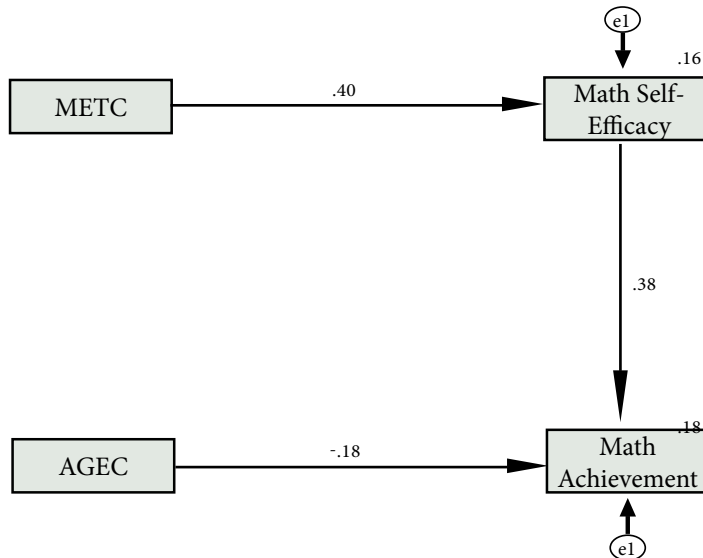 e1
.16
METC
.40
Math Self-
Efficacy
.38
.18
AGEC
-.18
Math
Achievement
e1